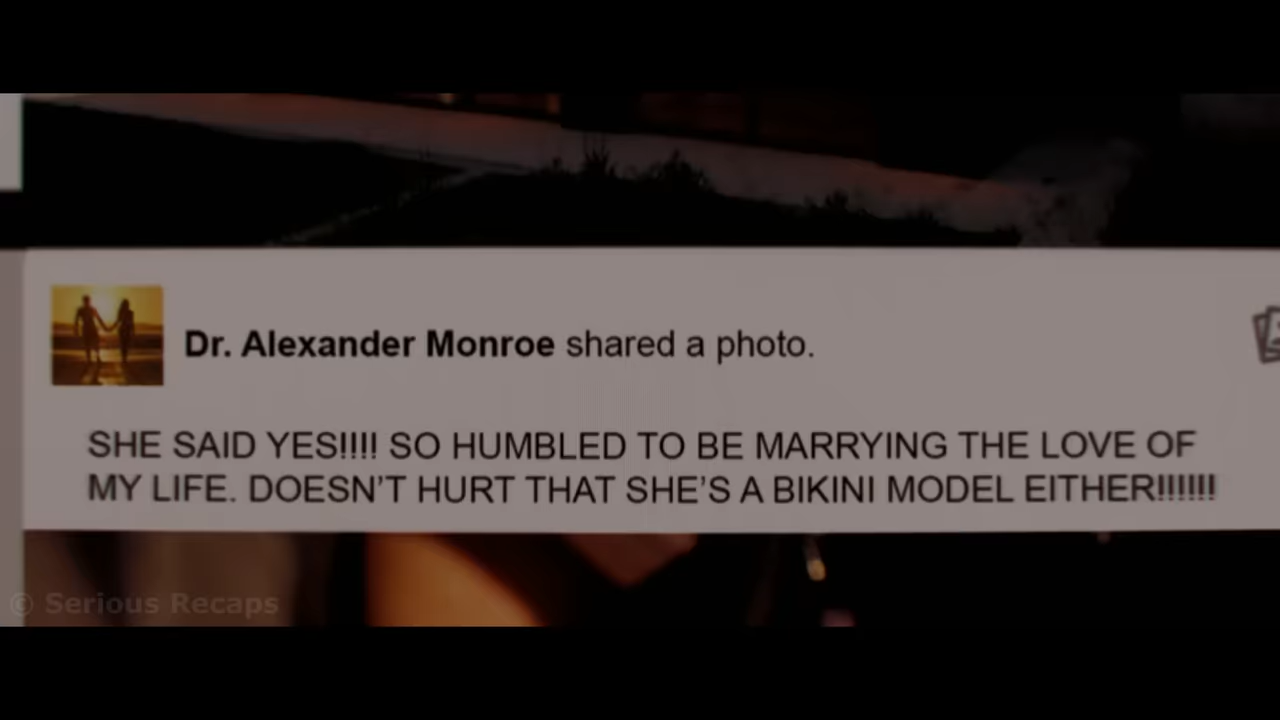 Dr. Alexander Monroe shared a photo.
SHE SAID YES!!!! SO HUMBLED TO BE MARRYING THE LOVE OF
MY LIFE. DOESN'T HURT THAT SHE'S A BIKINI MODEL EITHER!!!!!!
© Serious Recaps